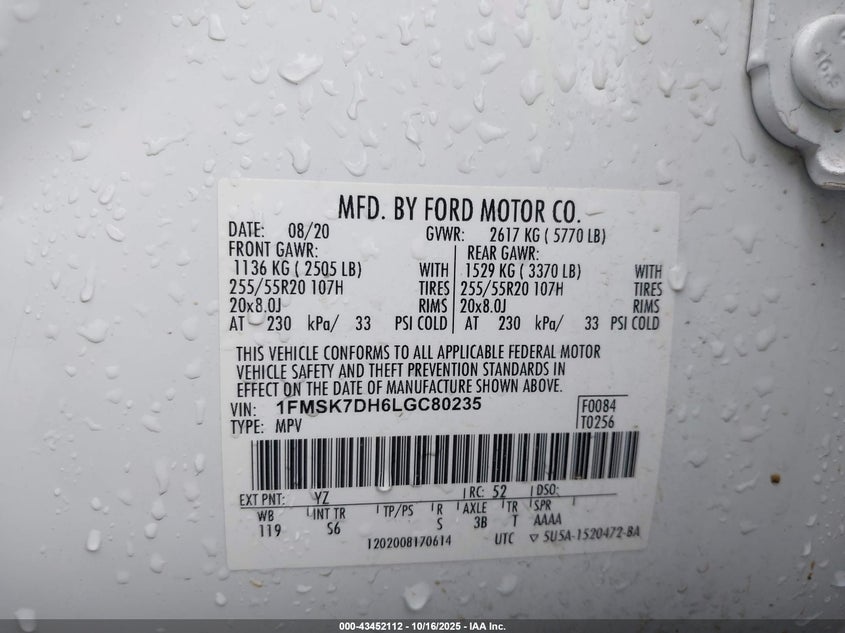 MFD. BY FORD MOTOR CO.
DATE: 08/20 GVWR: 2617 KG ( 5770 LB)
FRONT GAWR: REAR GAWR:
1136 KG ( 2505 LB) WITH 1529 KG ( 3370 LB) WITH
255/55R20 107H TIRES 255/55R20 107H TIRES
20x8.0J RIMS 20x8.0J RIMS
AT 230 kPa/ 33 PSI COLD AT 230 kPa/ 33 PSI COLD
THIS VEHICLE CONFORMS TO ALL APPLICABLE FEDERAL MOTOR
VEHICLE SAFETY AND THEFT PREVENTION STANDARDS IN
EFFECT ON THE DATE OF MANUFACTURE SHOWN ABOVE.
VIN: 1FMSK7DH6LGC80235 F0084
TYPE: MPV T0256
EXT PNT: YZ RC: 52 DSO:
WB INT TR TP/PS R AXLE TR SPR
119 S6 S 3B T AAAA
1202008170614 UTC ▽ 5U5A-1520472-BA
000-43452112 - 10/16/2025 - IAA Inc.